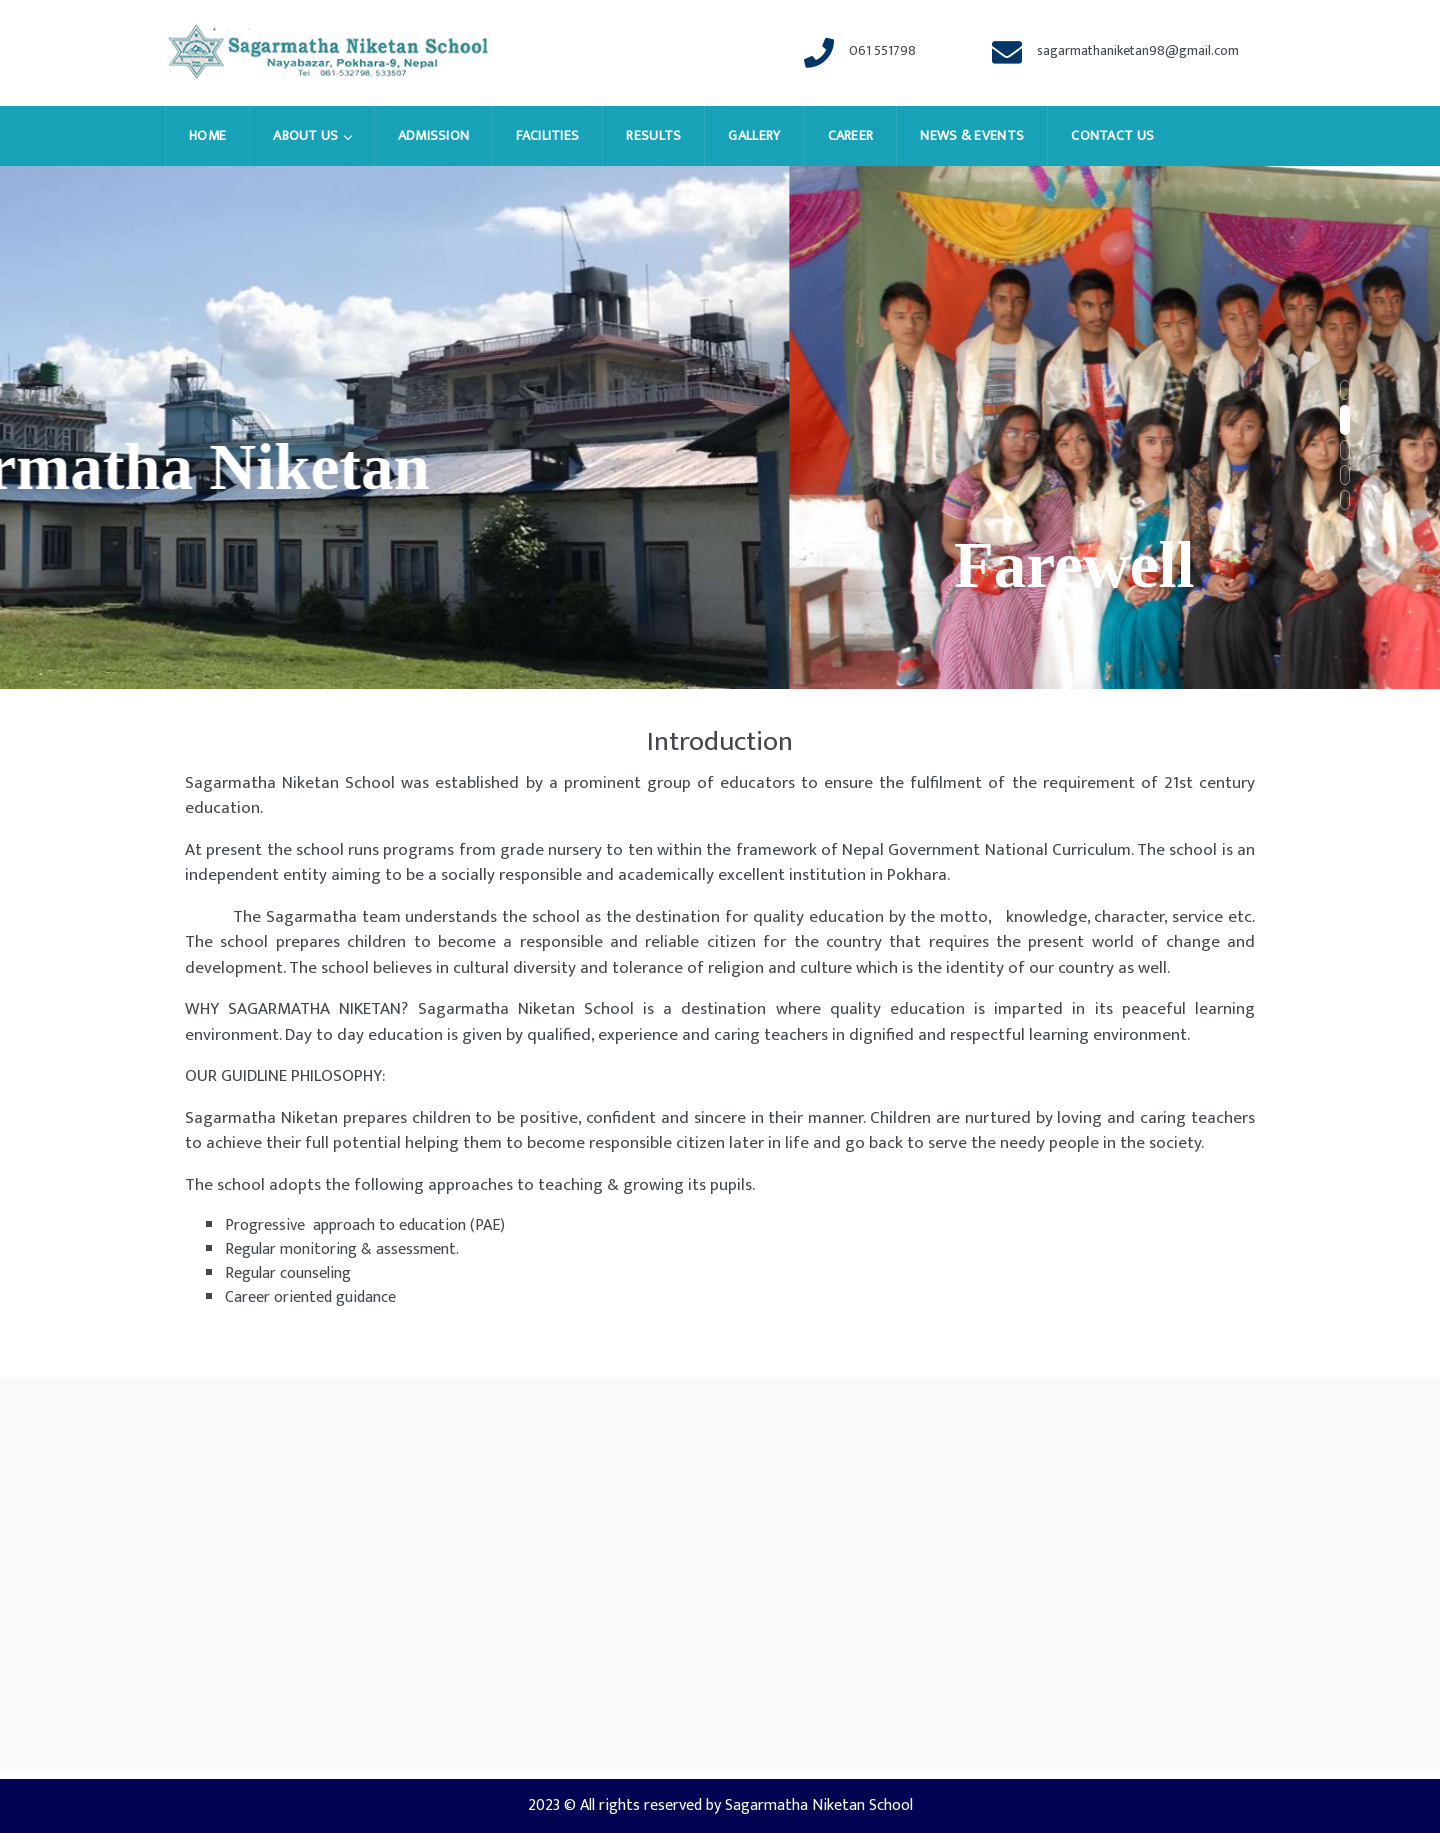 Sagarmatha Niketan School
Nayabazar, Pokhara-9, Nepal
Tel. : 061-532798, 533507
061 551798
sagarmathaniketan98@gmail.com
HOME
ABOUT US
ADMISSION
FACILITIES
RESULTS
GALLERY
CAREER
NEWS & EVENTS
CONTACT US
rmatha Niketan
Farewell
Introduction
Sagarmatha Niketan School was established by a prominent group of educators to ensure the fulfilment of the requirement of 21st century
education.
At present the school runs programs from grade nursery to ten within the framework of Nepal Government National Curriculum. The school is an
independent entity aiming to be a socially responsible and academically excellent institution in Pokhara.
The Sagarmatha team understands the school as the destination for quality education by the motto, knowledge, character, service etc.
The school prepares children to become a responsible and reliable citizen for the country that requires the present world of change and
development. The school believes in cultural diversity and tolerance of religion and culture which is the identity of our country as well.
WHY SAGARMATHA NIKETAN? Sagarmatha Niketan School is a destination where quality education is imparted in its peaceful learning
environment. Day to day education is given by qualified, experience and caring teachers in dignified and respectful learning environment.
OUR GUIDLINE PHILOSOPHY:
Sagarmatha Niketan prepares children to be positive, confident and sincere in their manner. Children are nurtured by loving and caring teachers
to achieve their full potential helping them to become responsible citizen later in life and go back to serve the needy people in the society.
The school adopts the following approaches to teaching & growing its pupils.
Progressive approach to education (PAE)
Regular monitoring & assessment.
Regular counseling
Career oriented guidance
2023 © All rights reserved by Sagarmatha Niketan School